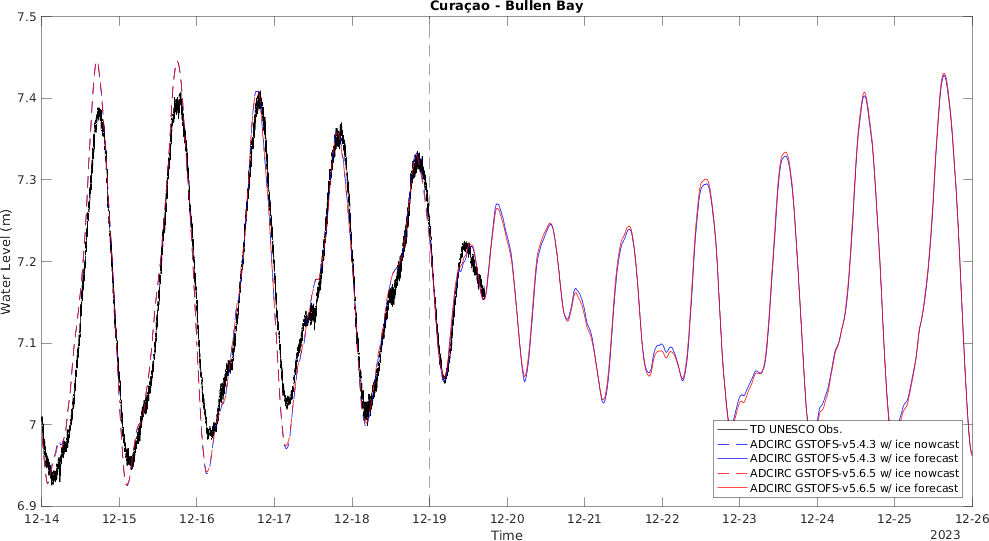 Curaçao - Bullen Bay
7.5
7.4
7.3
7.2
7.1
7
6.9
Water Level (m)
TD UNESCO Obs.
ADCIRC GSTOFS-v5.4.3 w/ ice nowcast
ADCIRC GSTOFS-v5.4.3 w/ ice forecast
ADCIRC GSTOFS-v5.6.5 w/ ice nowcast
ADCIRC GSTOFS-v5.6.5 w/ ice forecast
12-14 12-15 12-16 12-17 12-18 12-19 12-20 12-21 12-22 12-23 12-24 12-25 12-26
Time
2023